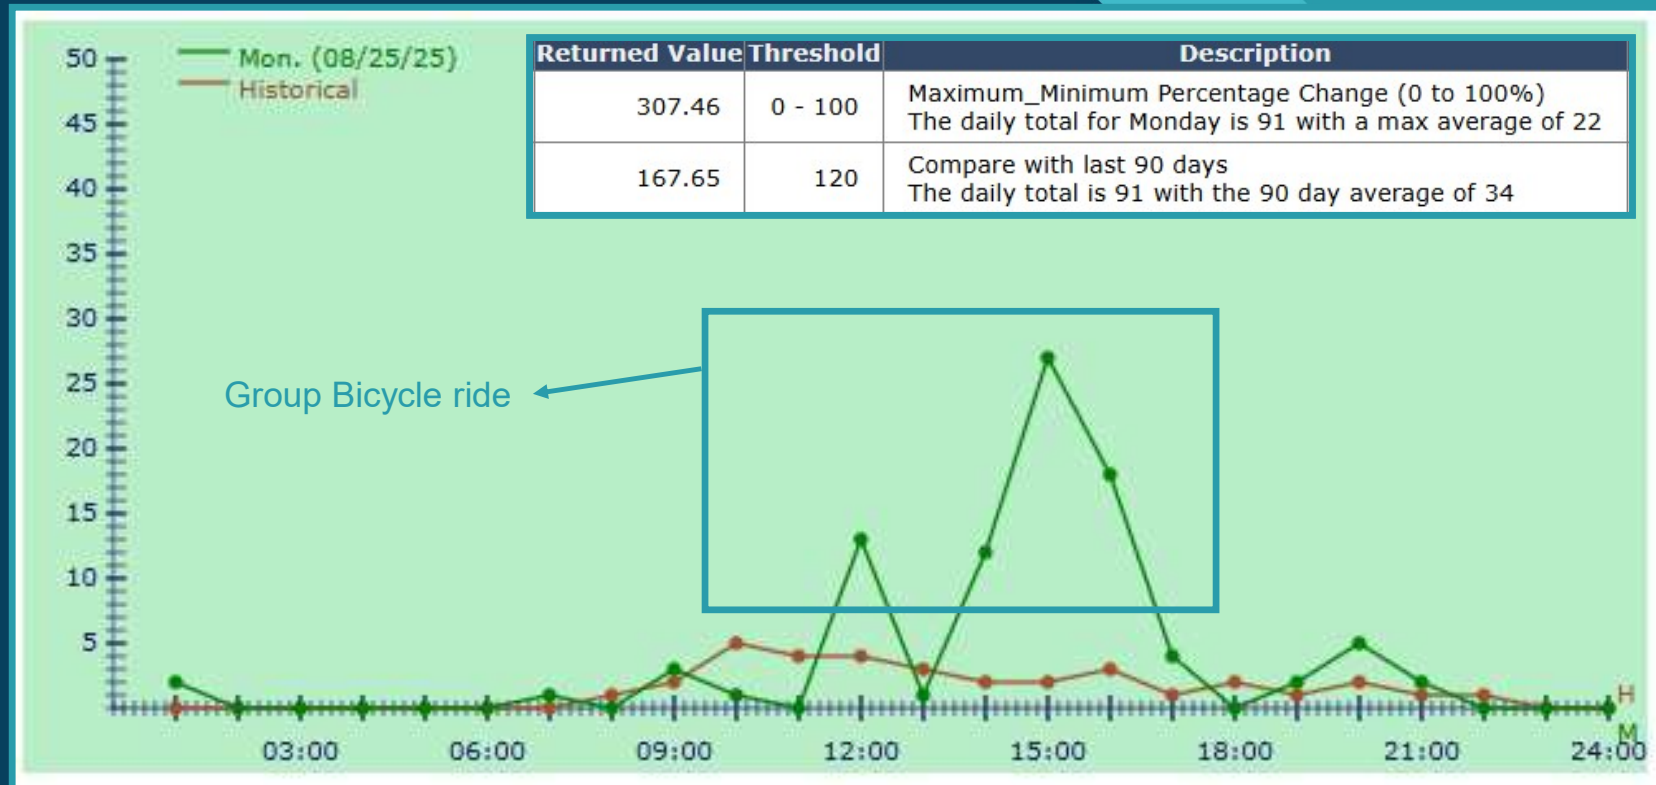 Mon. (08/25/25)
Historical
Returned Value Threshold Description
307.46 0 - 100 Maximum_Minimum Percentage Change (0 to 100%)
The daily total for Monday is 91 with a max average of 22
167.65 120 Compare with last 90 days
The daily total is 91 with the 90 day average of 34
50
45
40
35
30
25
20
15
10
5
Group Bicycle ride
H
M
03:00 06:00 09:00 12:00 15:00 18:00 21:00 24:00